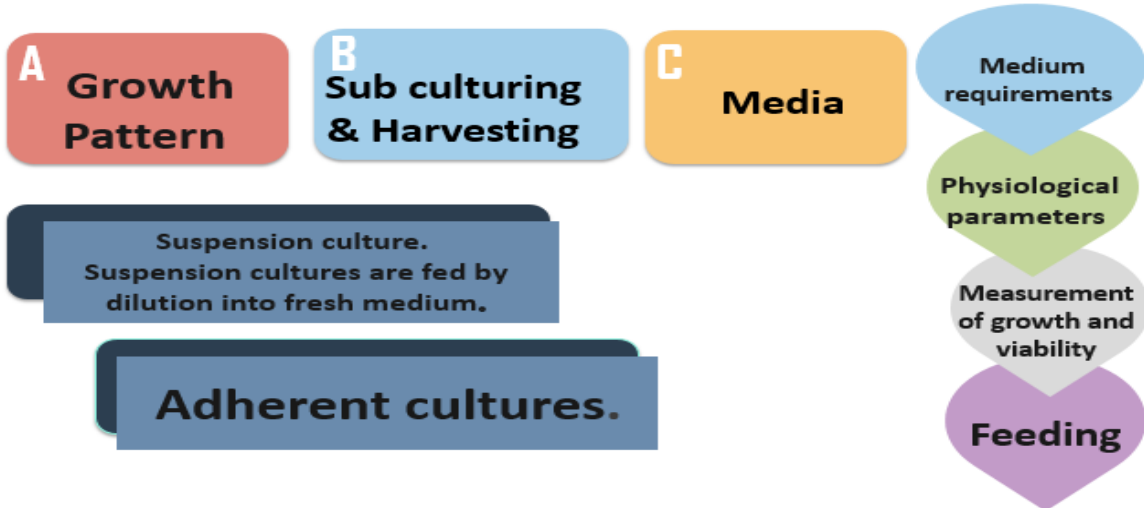 A
Growth
Pattern
B
Sub culturing
& Harvesting
C
Media
Suspension culture.
Suspension cultures are fed by
dilution into fresh medium.
Adherent cultures.
Medium
requirements
Physiological
parameters
Measurement
of growth and
viability
Feeding